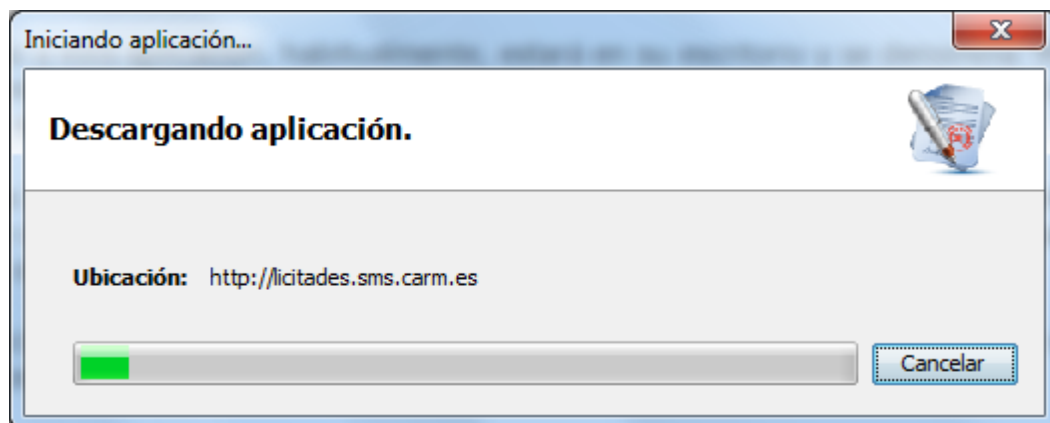 Iniciando aplicación...
Descargando aplicación.
Ubicación: http://licitades.sms.carm.es
Cancelar